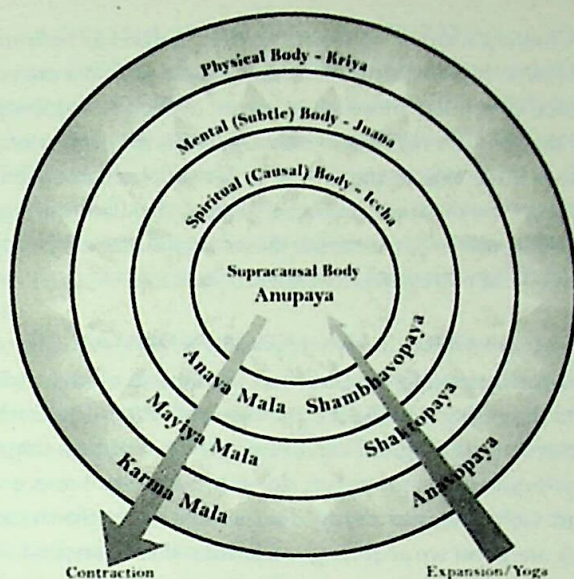 Physical Body - Kriya
Mental (Subtle) Body - Jnana
Spiritual (Causal) Body - Iccha
Supracausal Body
Anupaya
Anava Mala
Shambhavopaya
Mayiya Mala
Shaktopaya
Karma Mala
Anavopaya
Contraction
Expansion/Yoga